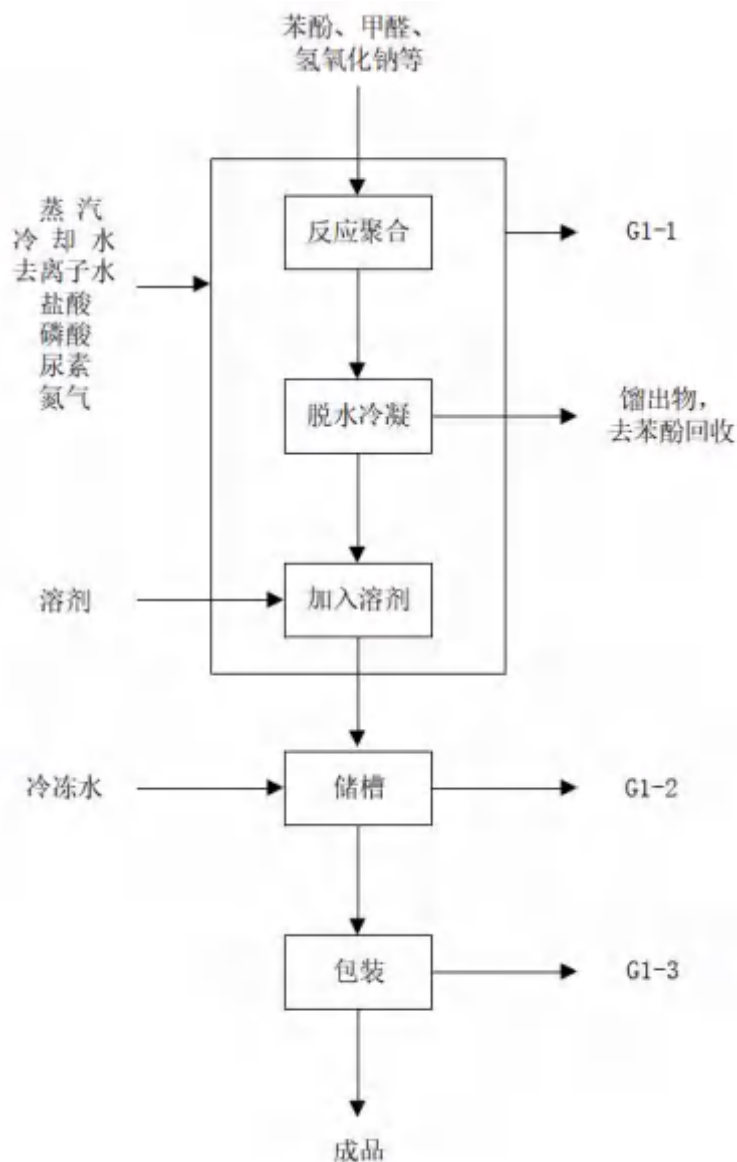 苯酚、甲醛、
氢氧化钠等
蒸 汽
冷 却 水
去离子水
盐酸
磷酸
尿素
氮气
反应聚合
G1-1
脱水冷凝
馏出物，
去苯酚回收
溶剂
加入溶剂
冷冻水
储槽
G1-2
包装
G1-3
成品